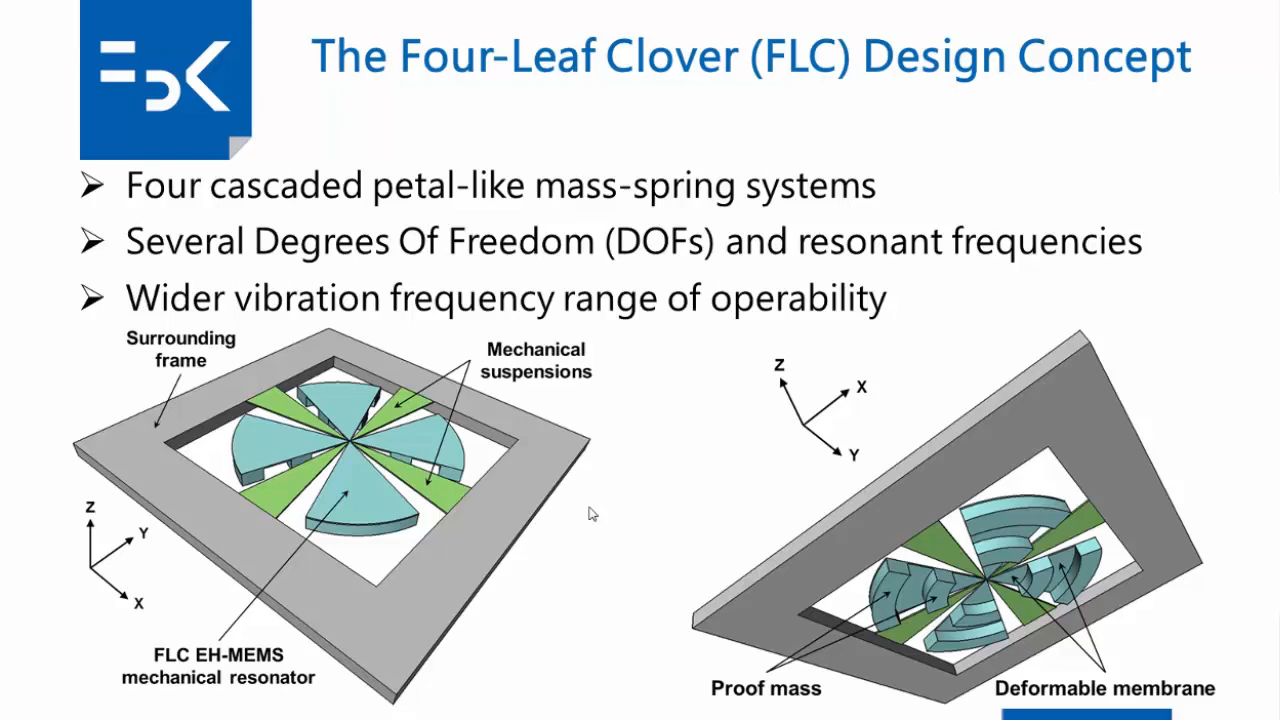 FBK
The Four-Leaf Clover (FLC) Design Concept
Four cascaded petal-like mass-spring systems
Several Degrees Of Freedom (DOFs) and resonant frequencies
Wider vibration frequency range of operability
Surrounding
frame
Mechanical
suspensions
Z
Y
X
FLC EH-MEMS
mechanical resonator
Z
X
Y
Proof mass
Deformable membrane